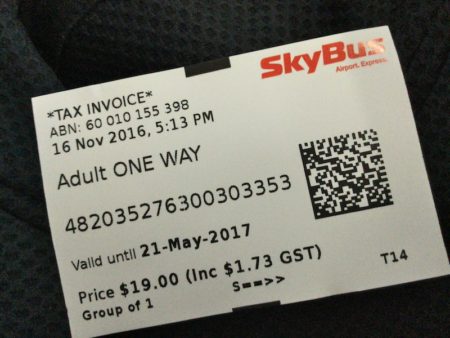 SkyBus
Airport. Express.
*TAX INVOICE*
ABN: 60 010 155 398
16 Nov 2016, 5:13 PM
Adult ONE WAY
482035276300303353
Valid until 21-May-2017
Price $19.00 (Inc $1.73 GST)
Group of 1
S==>>
T14